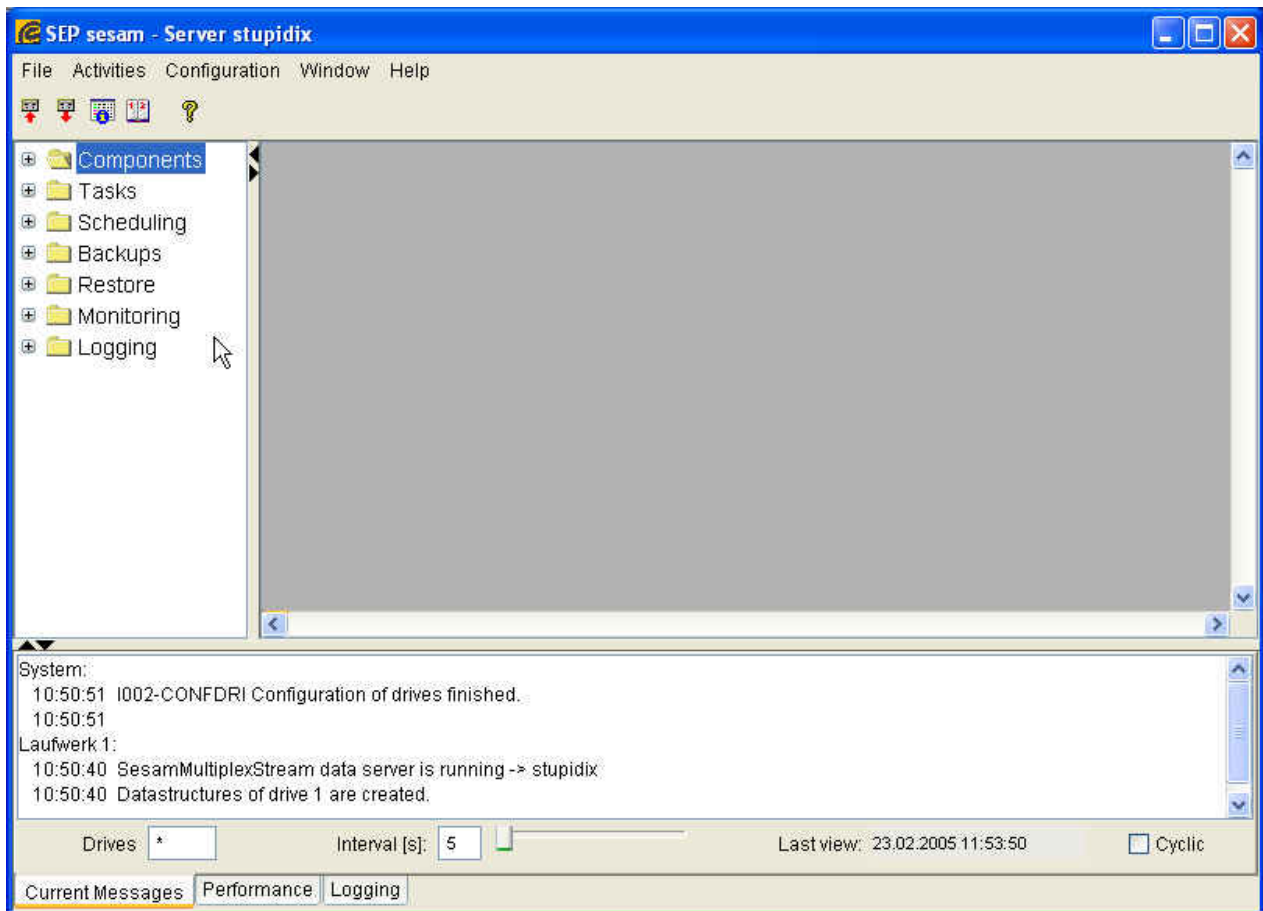 SEP sesam - Server stupidix
File Activities Configuration Window Help
Components
Tasks
Scheduling
Backups
Restore
Monitoring
Logging
System:
10:50:51 I002-CONFDRI Configuration of drives finished.
10:50:51
Laufwerk 1:
10:50:40 SesamMultiplexStream data server is running -> stupidix
10:50:40 Datastructures of drive 1 are created.
Drives * Interval [s]: 5 Last view: 23.02.2005 11:53:50 Cyclic
Current Messages Performance Logging